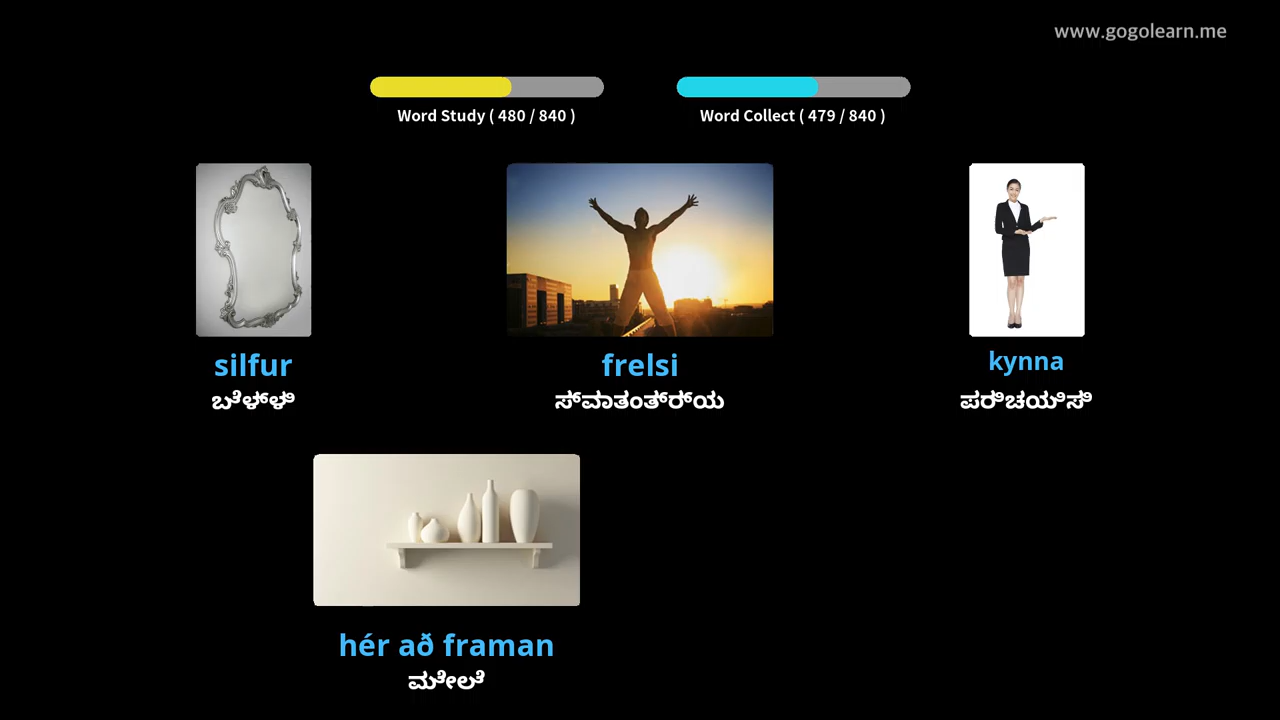 www.gogolearn.me
Word Study ( 480 / 840 )
Word Collect ( 479 / 840 )
silfur
ಬೆಳ್ಳಿ
frelsi
ಸ್ವಾತಂತ್ರ್ಯ
kynna
ಪರಿಚಯಿಸಿ
hér að framan
ಮೇಲೆ